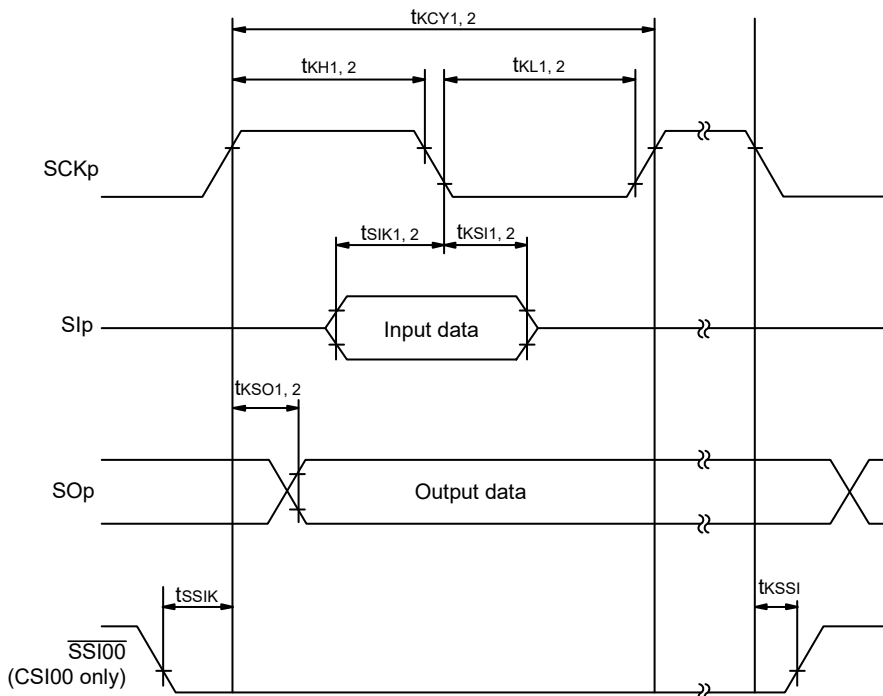 tKCY1, 2
tKH1, 2
tKL1, 2
SCKp
tSIK1, 2
tKSI1, 2
SIp
Input data
tKSO1, 2
SOp
Output data
tSSIK
tKSSI
SSI00
(CSI00 only)